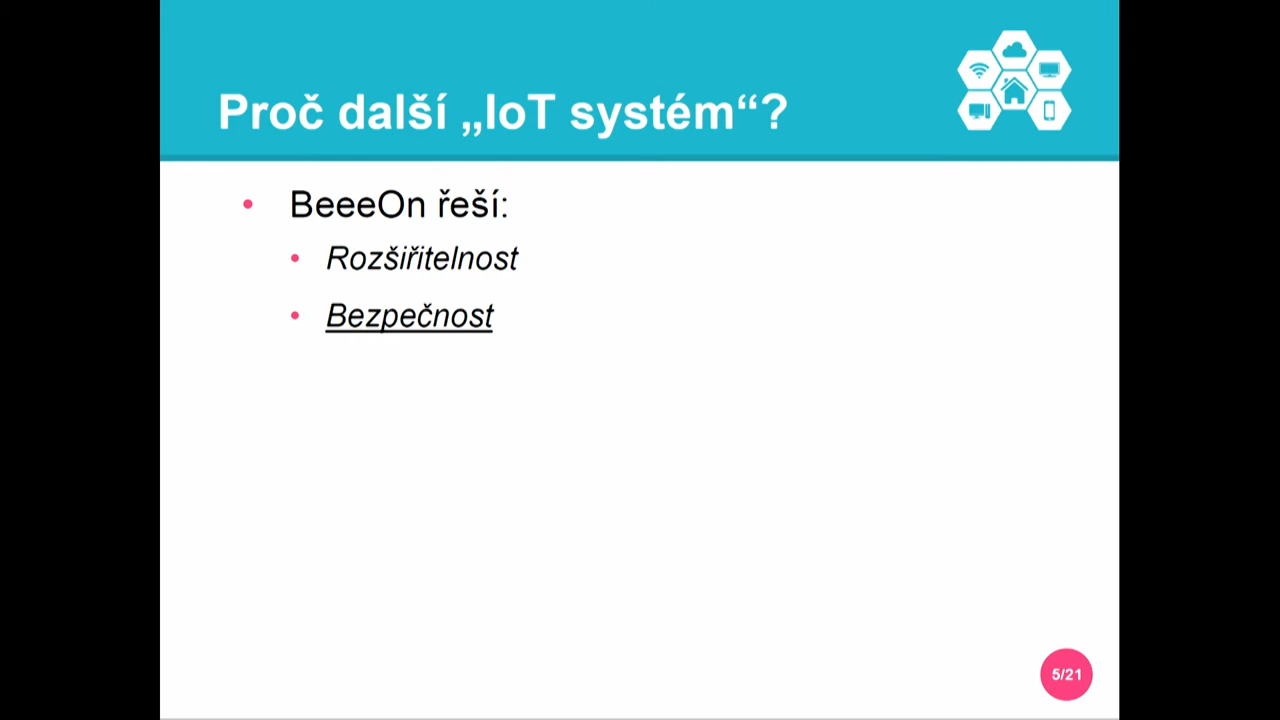 Proč další „IoT systém“?
BeeeOn řeší:
Rozšiřitelnost
Bezpečnost
5/21